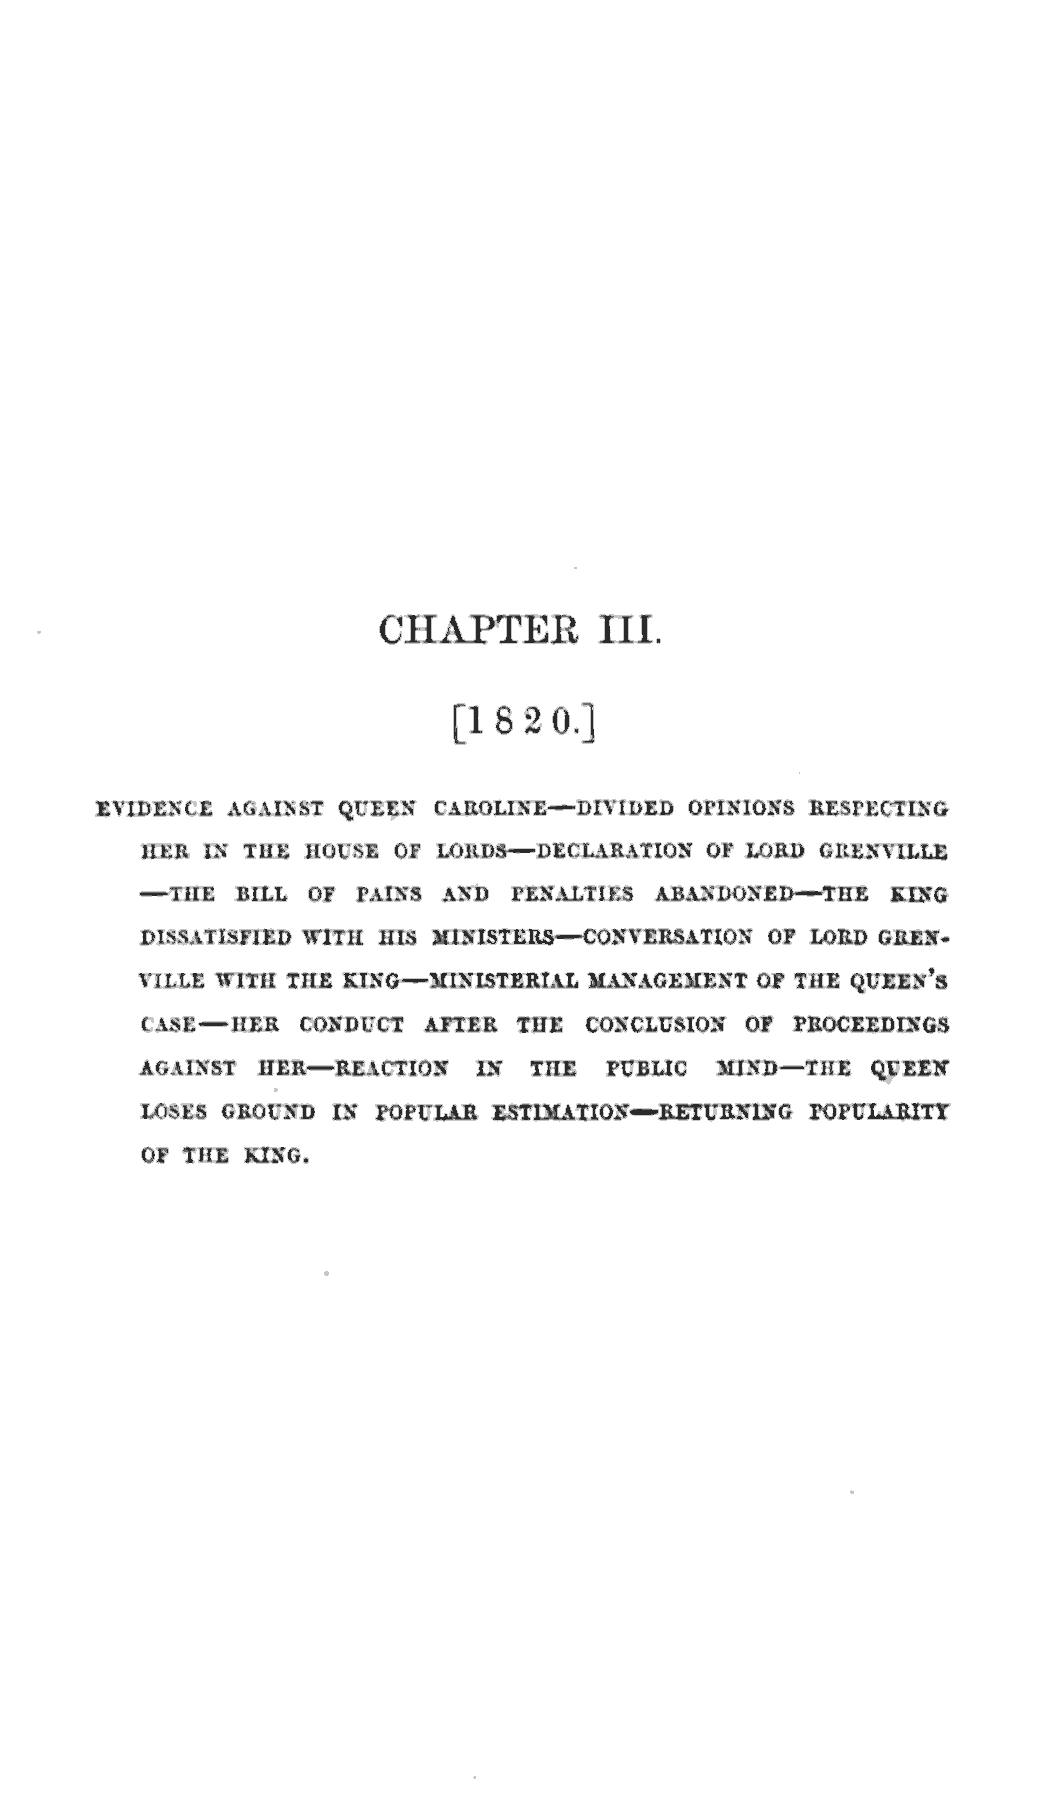 CHAPTER III.
[1820.]
EVIDENCE AGAINST QUEEN CAROLINE—DIVIDED OPINIONS RESPECTING
HER IN THE HOUSE OF LORDS—DECLARATION OF LORD GRENVILLE
—THE BILL OF PAINS AND PENALTIES ABANDONED—THE KING
DISSATISFIED WITH HIS MINISTERS—CONVERSATION OF LORD GREN-
VILLE WITH THE KING—MINISTERIAL MANAGEMENT OF THE QUEEN'S
CASE—HER CONDUCT AFTER THE CONCLUSION OF PROCEEDINGS
AGAINST HER—REACTION IN THE PUBLIC MIND—THE QUEEN
LOSES GROUND IN POPULAR ESTIMATION—RETURNING POPULARITY
OF THE KING.